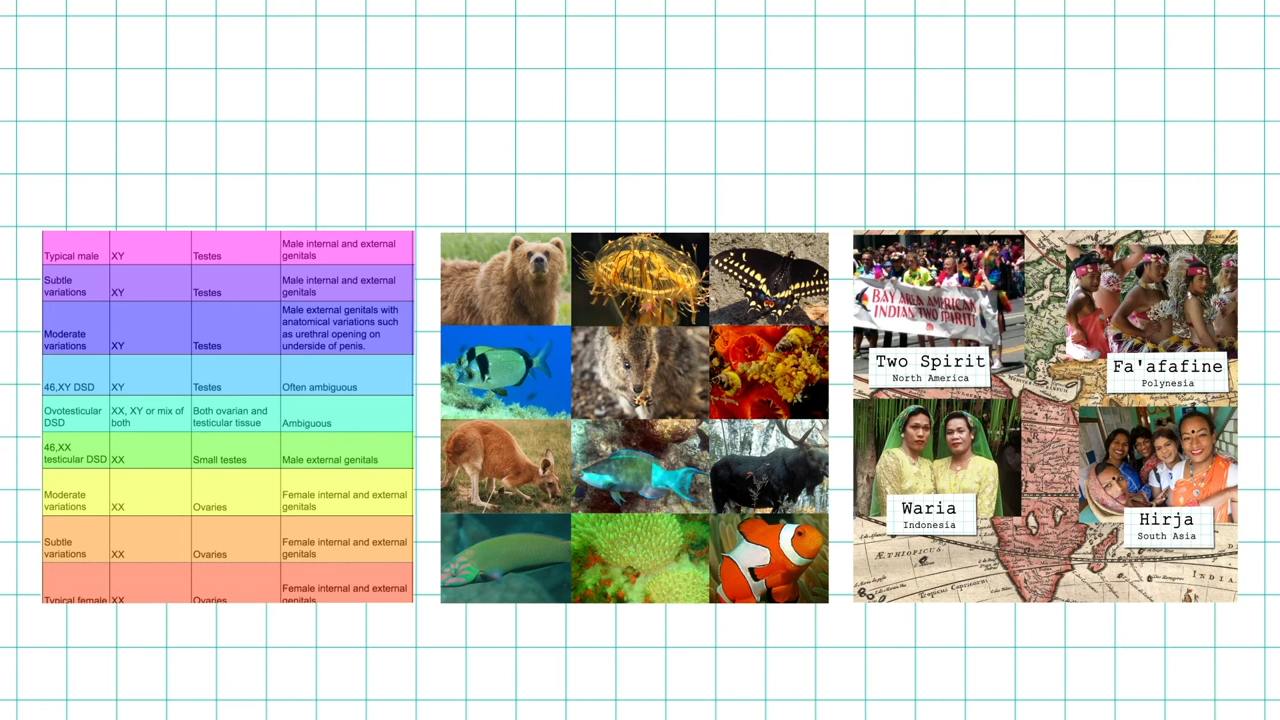 Typical male XY Testes Male internal and external genitals
Subtle variations XY Testes Male internal and external genitals
Moderate variations XY Testes Male external genitals with anatomical variations such as urethral opening on underside of penis.
46,XY DSD XY Testes Often ambiguous
Ovotesticular DSD XX, XY or mix of both Both ovarian and testicular tissue Ambiguous
46,XX testicular DSD XX Small testes Male external genitals
Moderate variations XX Ovaries Female internal and external genitals
Subtle variations XX Ovaries Female internal and external genitals
Typical female XX Ovaries Female internal and external genitals
BAY AREA AMERICAN
INDIAN TWO SPIRITS
Two Spirit
North America
Fa'afafine
Polynesia
Waria
Indonesia
Hirja
South Asia
ÆTHIOPICUS
Tropicus Capricorni
INDIA